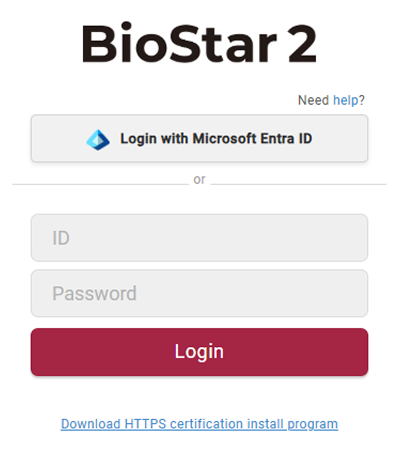 BioStar 2
Need help?
Login with Microsoft Entra ID
or
ID
Password
Login
Download HTTPS certification install program